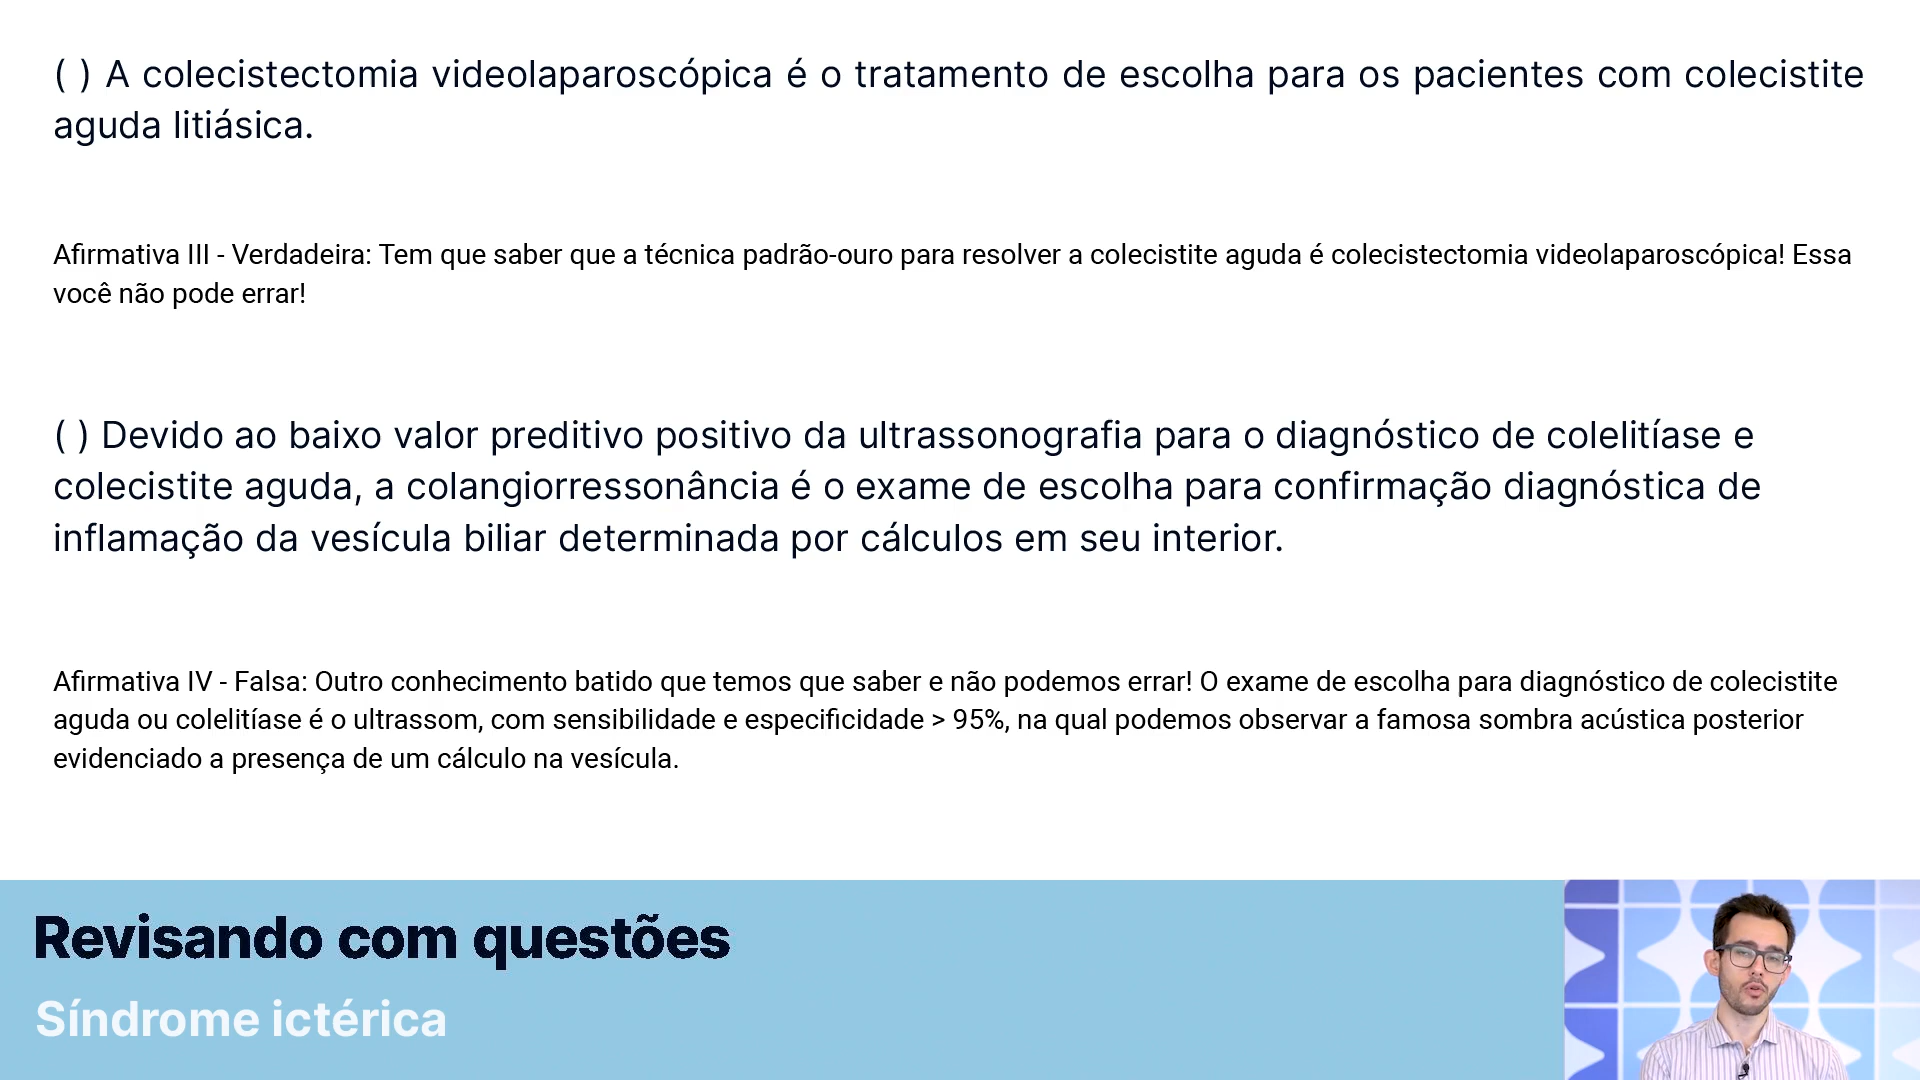 ( ) A colecistectomia videolaparoscópica é o tratamento de escolha para os pacientes com colecistite
aguda litiásica.
Afirmativa III - Verdadeira: Tem que saber que a técnica padrão-ouro para resolver a colecistite aguda é colecistectomia videolaparoscópica! Essa
você não pode errar!
( ) Devido ao baixo valor preditivo positivo da ultrassonografia para o diagnóstico de colelitíase e
colecistite aguda, a colangiorressonância é o exame de escolha para confirmação diagnóstica de
inflamação da vesícula biliar determinada por cálculos em seu interior.
Afirmativa IV - Falsa: Outro conhecimento batido que temos que saber e não podemos errar! O exame de escolha para diagnóstico de colecistite
aguda ou colelitíase é o ultrassom, com sensibilidade e especificidade > 95%, na qual podemos observar a famosa sombra acústica posterior
evidenciado a presença de um cálculo na vesícula.
Revisando com questões
Síndrome ictérica